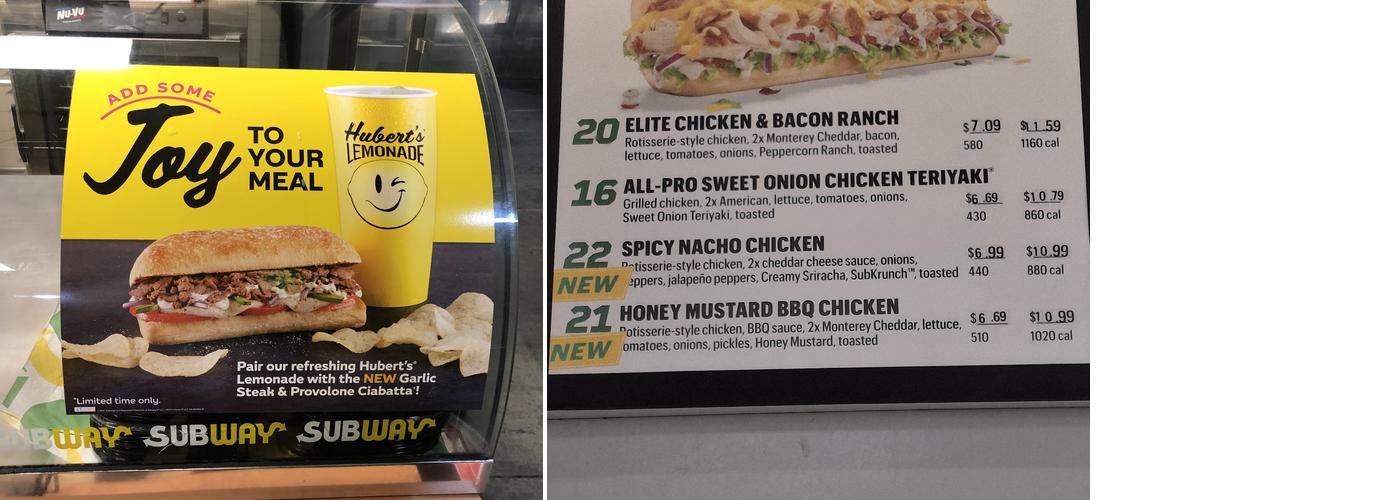 NU-VU
ADD SOME
Joy TO
YOUR
MEAL
Hubert's
LEMONADE
Pair our refreshing Hubert's®
Lemonade with the NEW Garlic
Steak & Provolone Ciabatta*!
*Limited time only.
SUBWAY SUBWAY SUBWAY
20 ELITE CHICKEN & BACON RANCH $7.09 $11.59
Rotisserie-style chicken, 2x Monterey Cheddar, bacon, 580 1160 cal
lettuce, tomatoes, onions, Peppercorn Ranch, toasted
16 ALL-PRO SWEET ONION CHICKEN TERIYAKI® $6.69 $10.79
Grilled chicken, 2x American, lettuce, tomatoes, onions, 430 860 cal
Sweet Onion Teriyaki, toasted
22 SPICY NACHO CHICKEN $6.99 $10.99
Rotisserie-style chicken, 2x cheddar cheese sauce, onions,
NEW peppers, jalapeño peppers, Creamy Sriracha, SubKrunch™, toasted 440 880 cal
21 HONEY MUSTARD BBQ CHICKEN $6.69 $10.99
Rotisserie-style chicken, BBQ sauce, 2x Monterey Cheddar, lettuce, 510 1020 cal
NEW tomatoes, onions, pickles, Honey Mustard, toasted